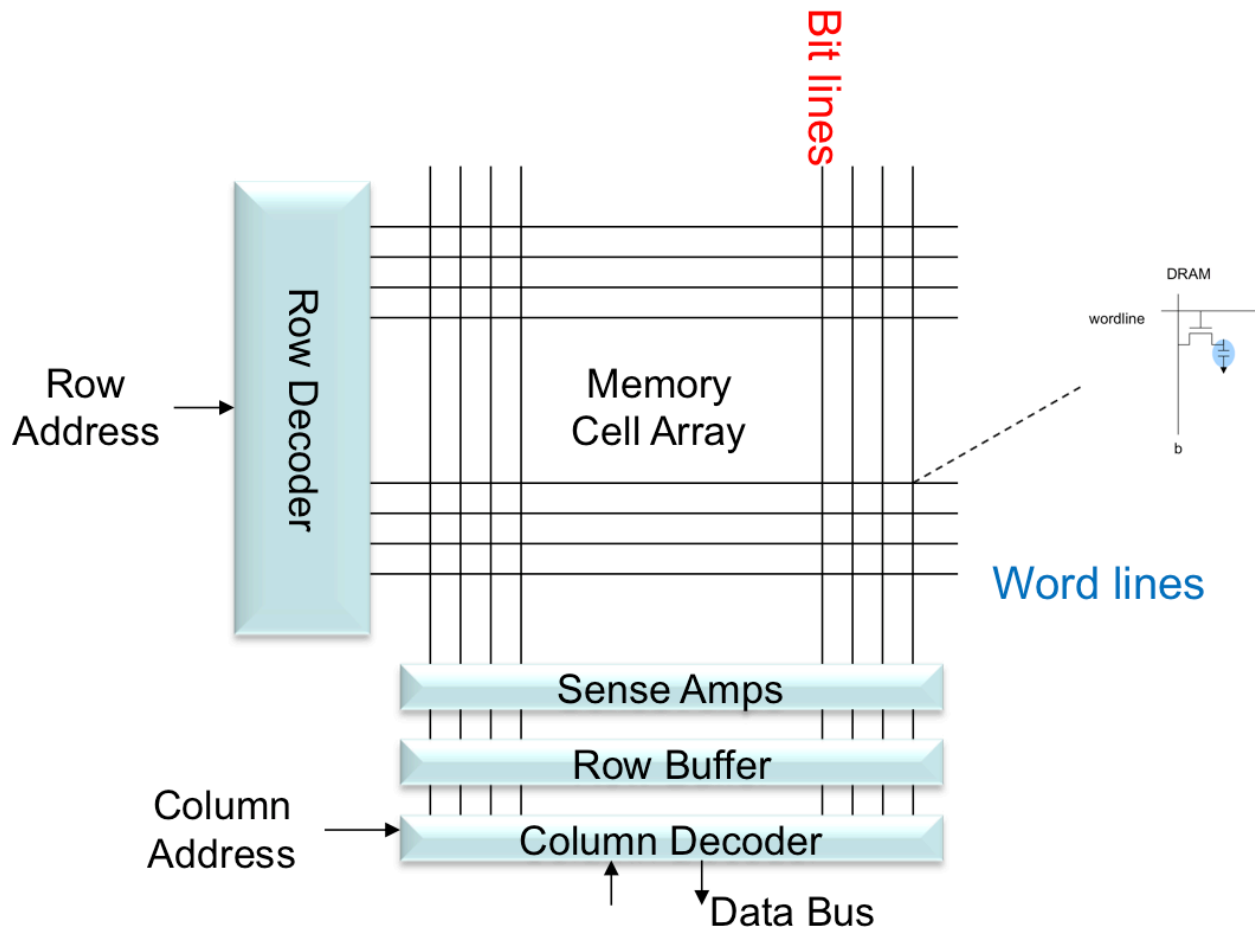 Bit lines
Row Decoder
Row
Address
Memory
Cell Array
DRAM
wordline
b
Word lines
Sense Amps
Row Buffer
Column
Address
Column Decoder
Data Bus